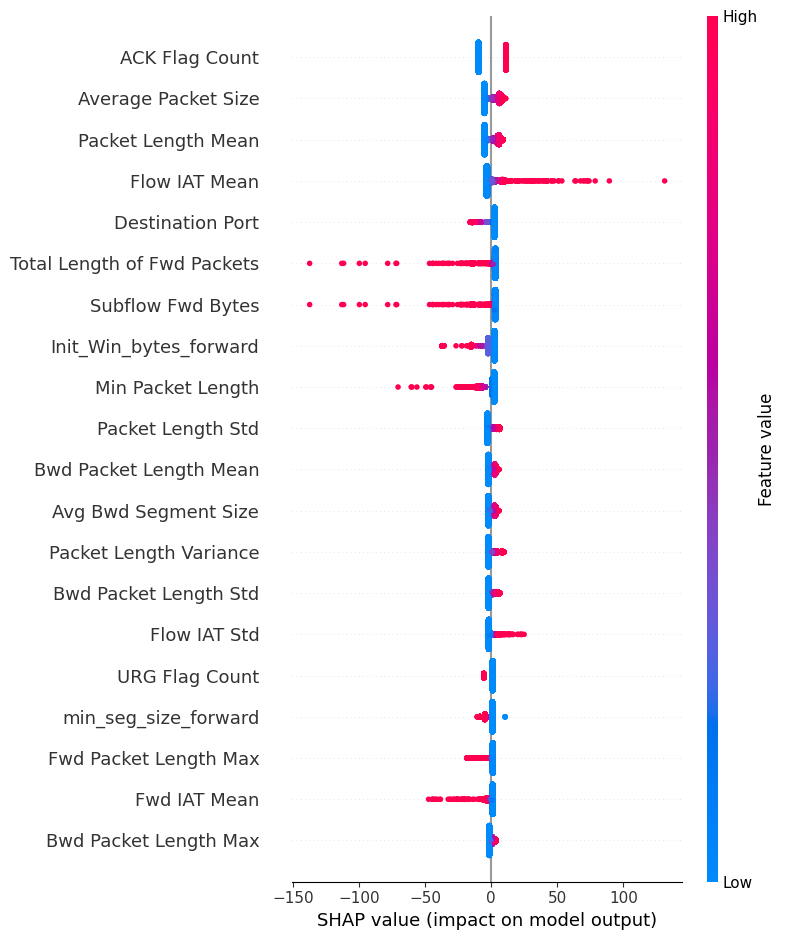 High
ACK Flag Count
Average Packet Size
Packet Length Mean
Flow IAT Mean
Destination Port
Total Length of Fwd Packets
Subflow Fwd Bytes
Init_Win_bytes_forward
Min Packet Length
Packet Length Std
Bwd Packet Length Mean
Avg Bwd Segment Size
Packet Length Variance
Bwd Packet Length Std
Flow IAT Std
URG Flag Count
min_seg_size_forward
Fwd Packet Length Max
Fwd IAT Mean
Bwd Packet Length Max
Feature value
Low
−150 −100 −50 0 50 100
SHAP value (impact on model output)